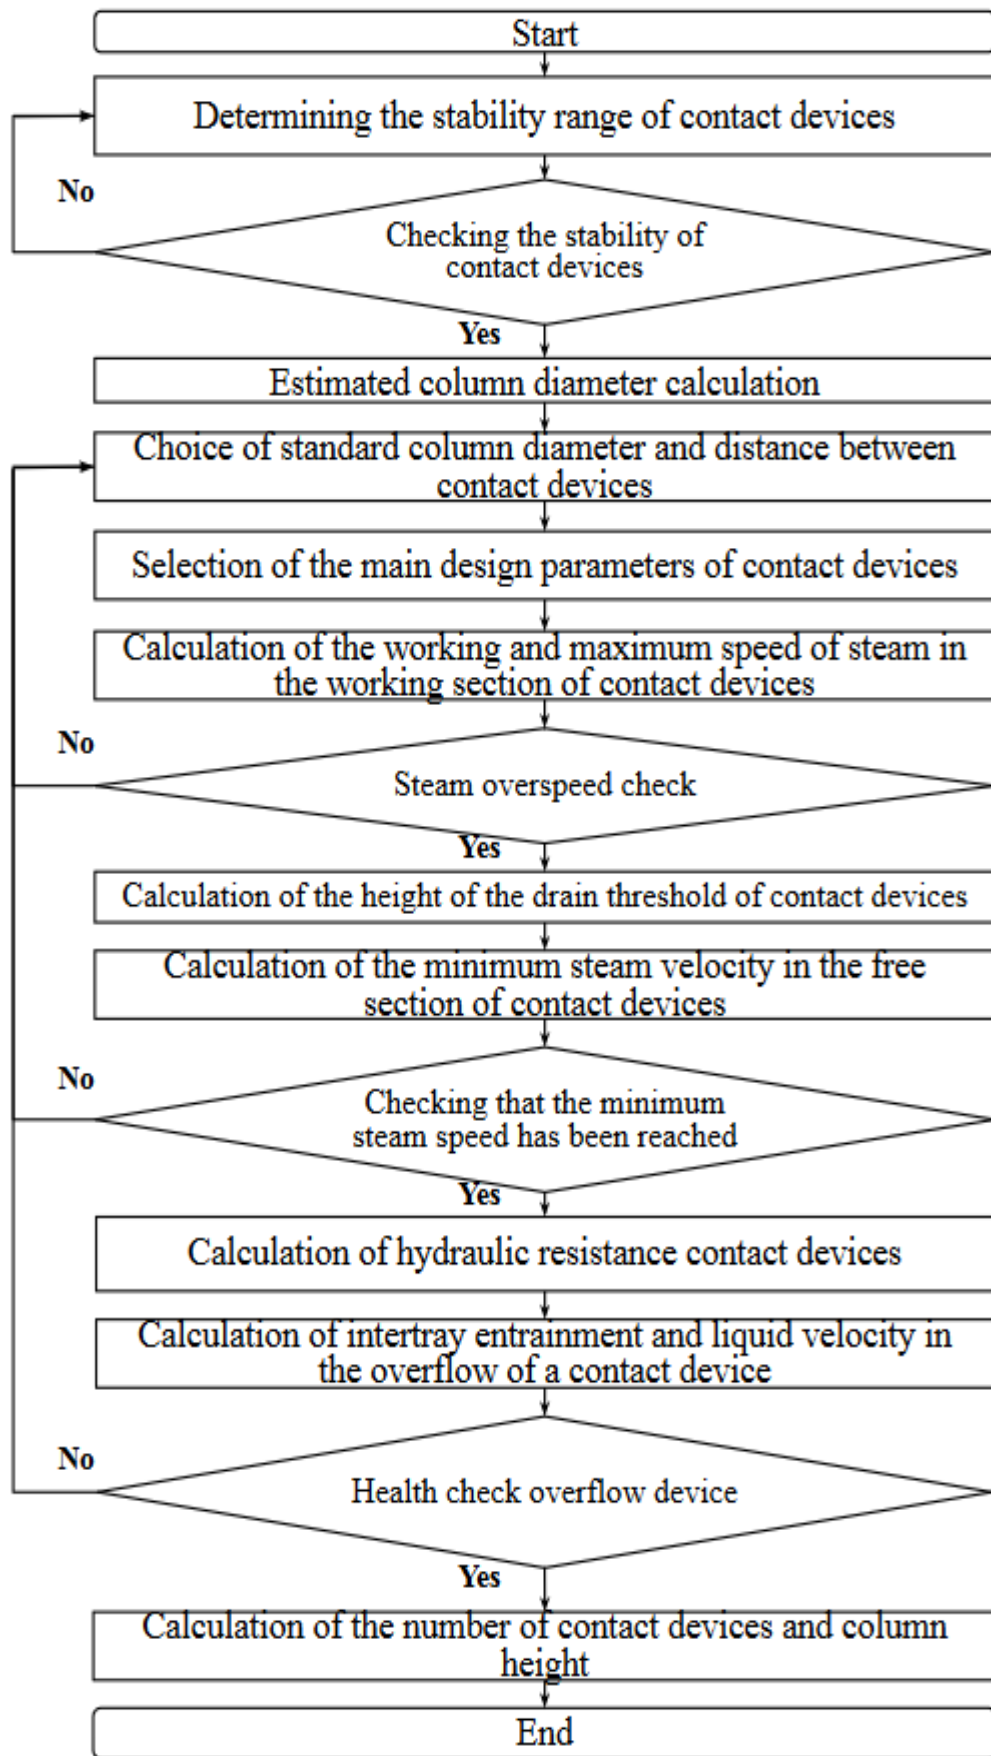 Start
Determining the stability range of contact devices
No
Checking the stability of
contact devices
Yes
Estimated column diameter calculation
Choice of standard column diameter and distance between
contact devices
Selection of the main design parameters of contact devices
Calculation of the working and maximum speed of steam in
the working section of contact devices
No
Steam overspeed check
Yes
Calculation of the height of the drain threshold of contact devices
Calculation of the minimum steam velocity in the free
section of contact devices
No
Checking that the minimum
steam speed has been reached
Yes
Calculation of hydraulic resistance contact devices
Calculation of intertray entrainment and liquid velocity in
the overflow of a contact device
No
Health check overflow device
Yes
Calculation of the number of contact devices and column
height
End